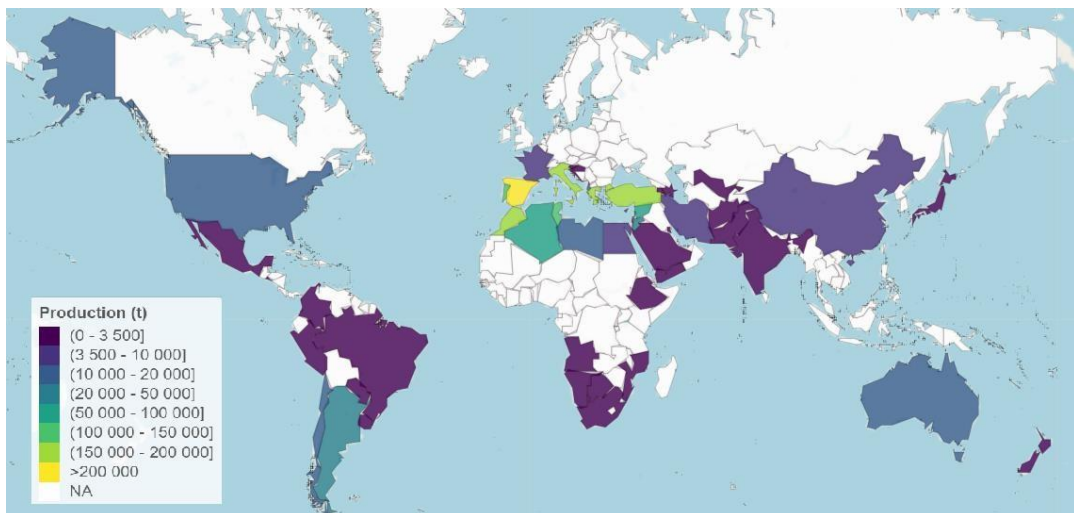 Production (t)
(0 - 3 500]
(3 500 - 10 000]
(10 000 - 20 000]
(20 000 - 50 000]
(50 000 - 100 000]
(100 000 - 150 000]
(150 000 - 200 000]
>200 000
NA